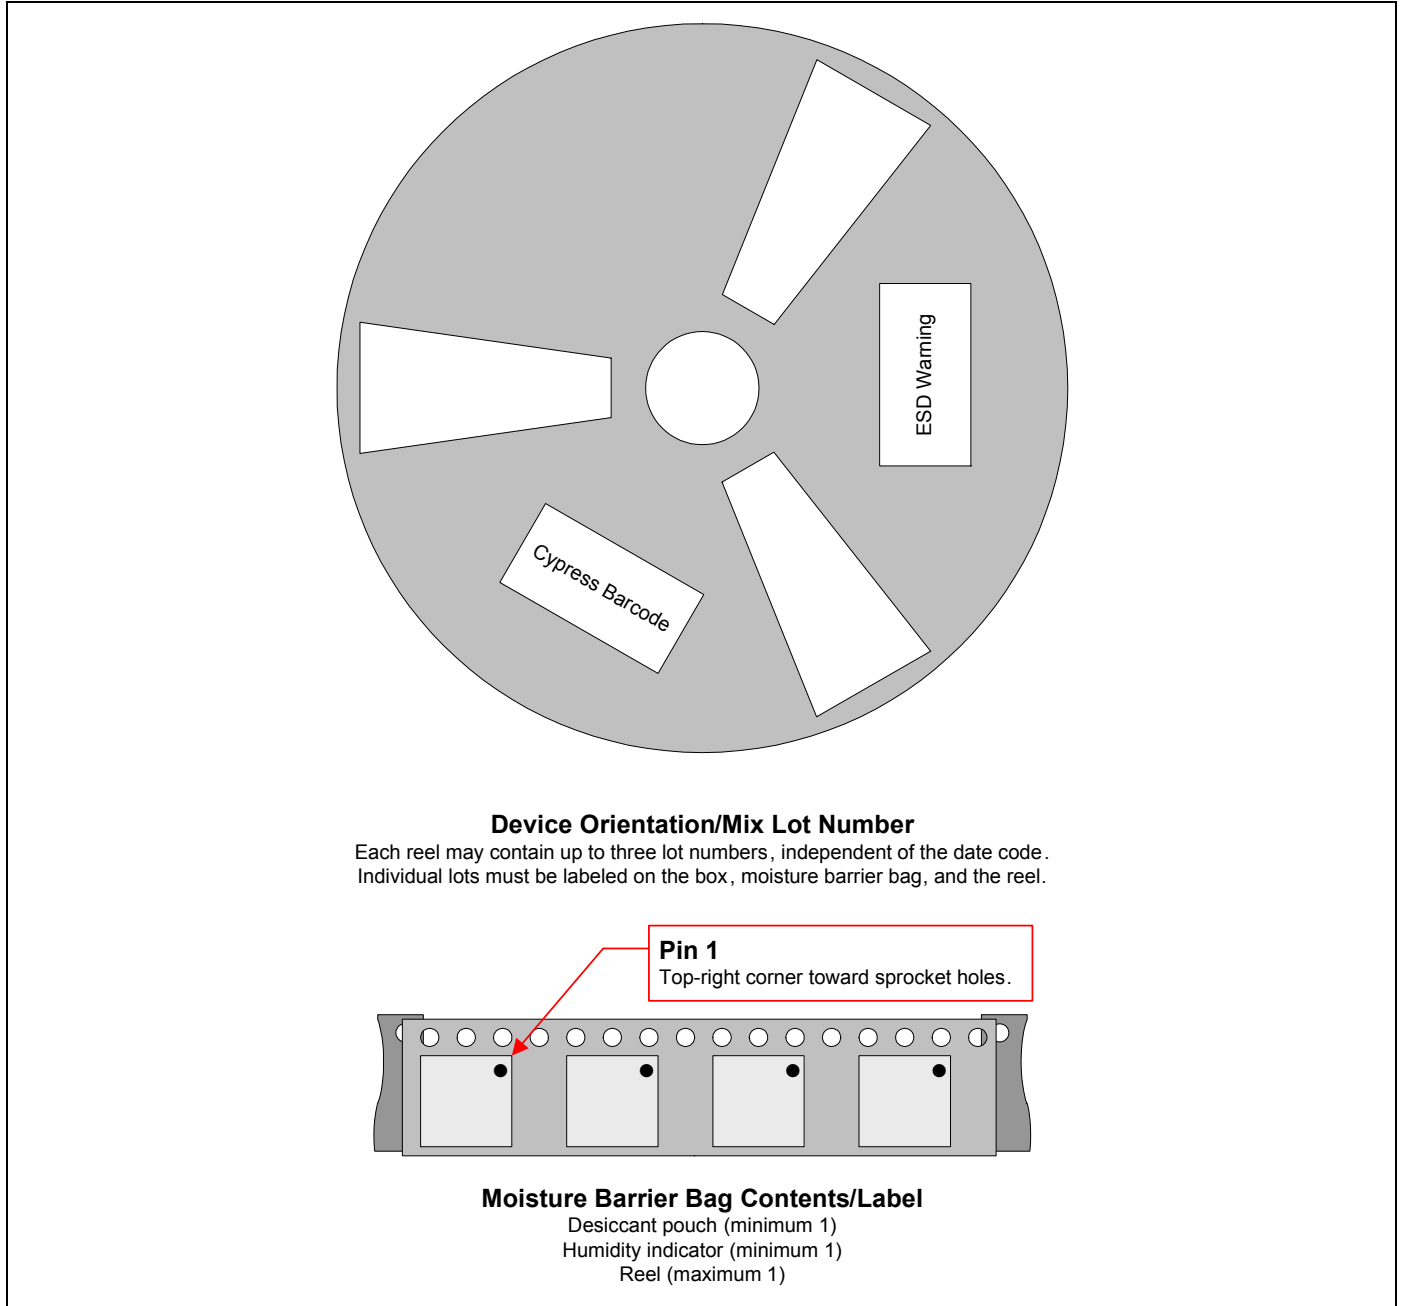 ESD Warning
Cypress Barcode
Device Orientation/Mix Lot Number
Each reel may contain up to three lot numbers, independent of the date code.
Individual lots must be labeled on the box, moisture barrier bag, and the reel.
Pin 1
Top-right corner toward sprocket holes.
Moisture Barrier Bag Contents/Label
Desiccant pouch (minimum 1)
Humidity indicator (minimum 1)
Reel (maximum 1)